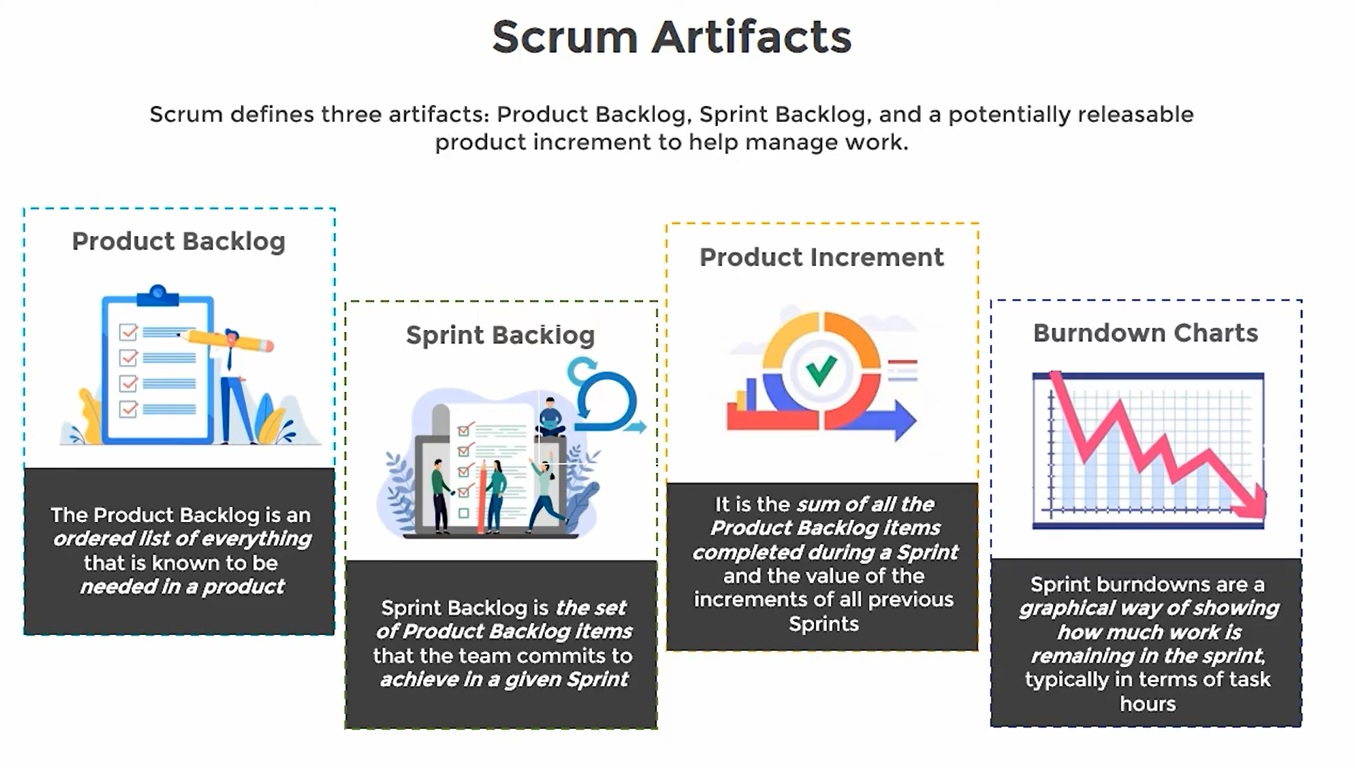 Scrum Artifacts
Scrum defines three artifacts: Product Backlog, Sprint Backlog, and a potentially releasable
product increment to help manage work.
Product Backlog
The Product Backlog is an
ordered list of everything
that is known to be
needed in a product
Sprint Backlog
Sprint Backlog is the set
of Product Backlog items
that the team commits to
achieve in a given Sprint
Product Increment
It is the sum of all the
Product Backlog items
completed during a Sprint
and the value of the
increments of all previous
Sprints
Burndown Charts
Sprint burndowns are a
graphical way of showing
how much work is
remaining in the sprint,
typically in terms of task
hours